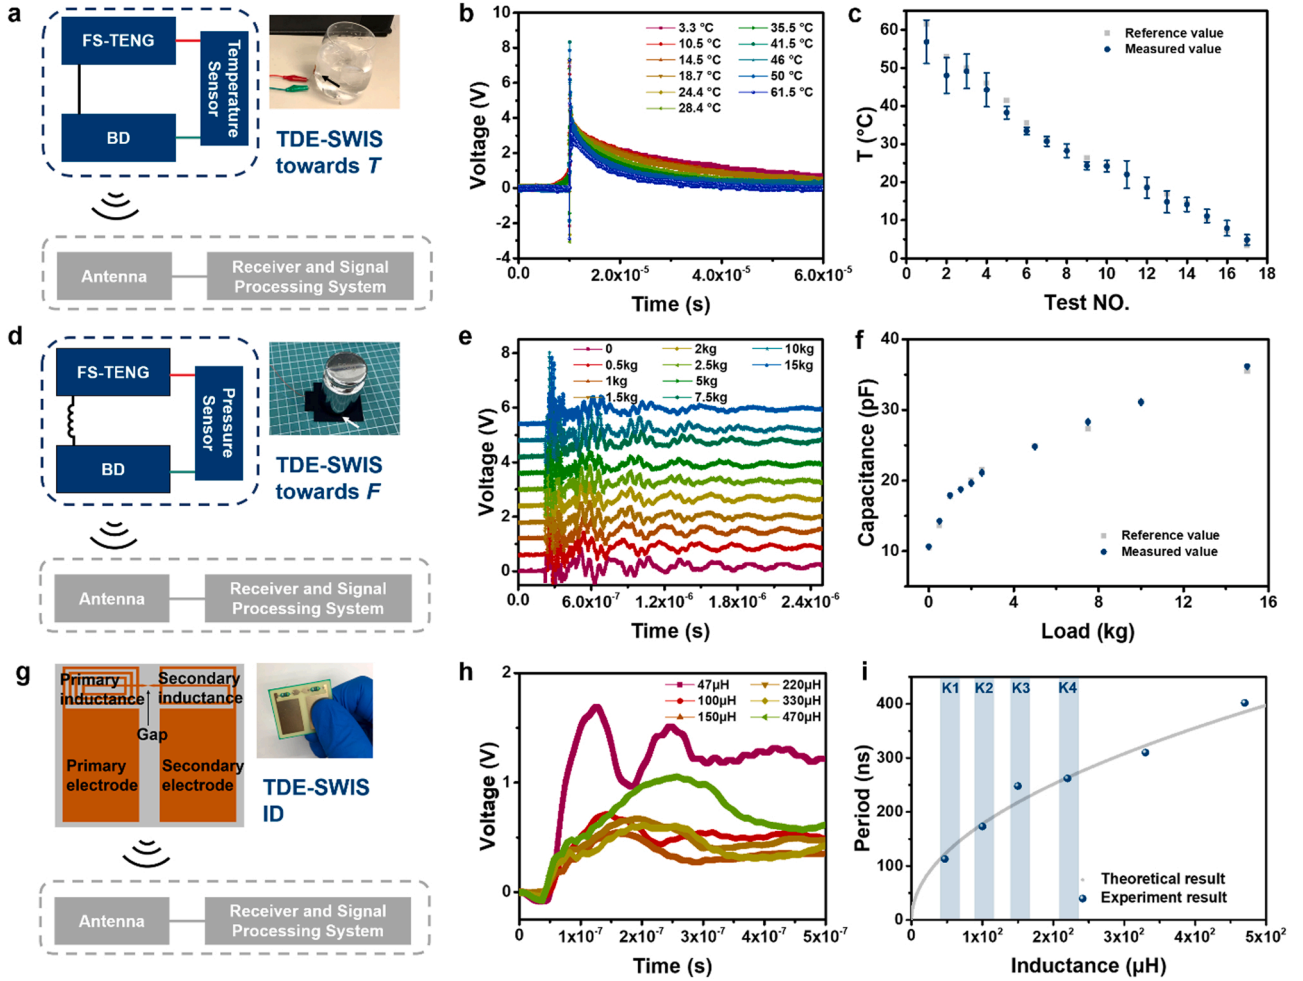 a
FS-TENG
BD
Temperature
Sensor
TDE-SWIS
towards T
Antenna
Receiver and Signal
Processing System
b
Voltage (V)
10
8
6
4
2
0
-2
-4
3.3 °C
10.5 °C
14.5 °C
18.7 °C
24.4 °C
28.4 °C
35.5 °C
41.5 °C
46 °C
50 °C
61.5 °C
0.0
2.0x10-5
4.0x10-5
6.0x10-5
Time (s)
c
T (°C)
60
50
40
30
20
10
0
Reference value
Measured value
0
2
4
6
8
10
12
14
16
18
Test NO.
d
FS-TENG
BD
Pressure
Sensor
TDE-SWIS
towards F
Antenna
Receiver and Signal
Processing System
e
Voltage (V)
8
6
4
2
0
0
0.5kg
1kg
1.5kg
2kg
2.5kg
5kg
7.5kg
10kg
15kg
0.0
6.0x10-7
1.2x10-6
1.8x10-6
2.4x10-6
Time (s)
f
Capacitance (pF)
40
30
20
10
Reference value
Measured value
0
4
8
12
16
Load (kg)
g
Primary
inductance
Secondary
inductance
Gap
Primary
electrode
Secondary
electrode
TDE-SWIS
ID
Antenna
Receiver and Signal
Processing System
h
Voltage (V)
2
1
0
47μH
100μH
150μH
220μH
330μH
470μH
0
1x10-7
2x10-7
3x10-7
4x10-7
5x10-7
Time (s)
i
Period (ns)
400
300
200
100
0
K1
K2
K3
K4
Theoretical result
Experiment result
0
1x10²
2x10²
3x10²
4x10²
5x10²
Inductance (μH)